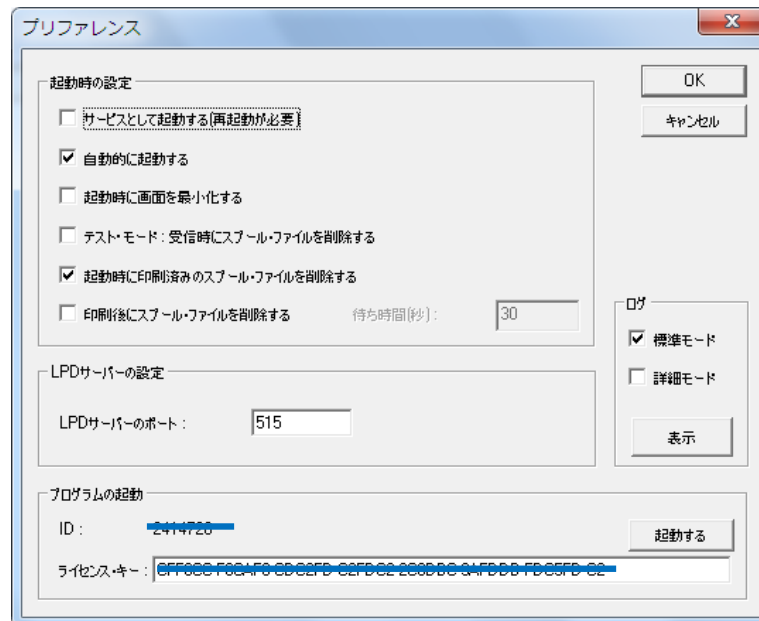 プリファレンス
起動時の設定
OK
キャンセル
サービスとして起動する(再起動が必要)
自動的に起動する
起動時に画面を最小化する
テスト・モード : 受信時にスプール・ファイルを削除する
起動時に印刷済みのスプール・ファイルを削除する
印刷後にスプール・ファイルを削除する 待ち時間(秒) : 30
ログ
標準モード
詳細モード
表示
LPDサーバーの設定
LPDサーバーのポート : 515
プログラムの起動
ID :
起動する
ライセンス・キー :